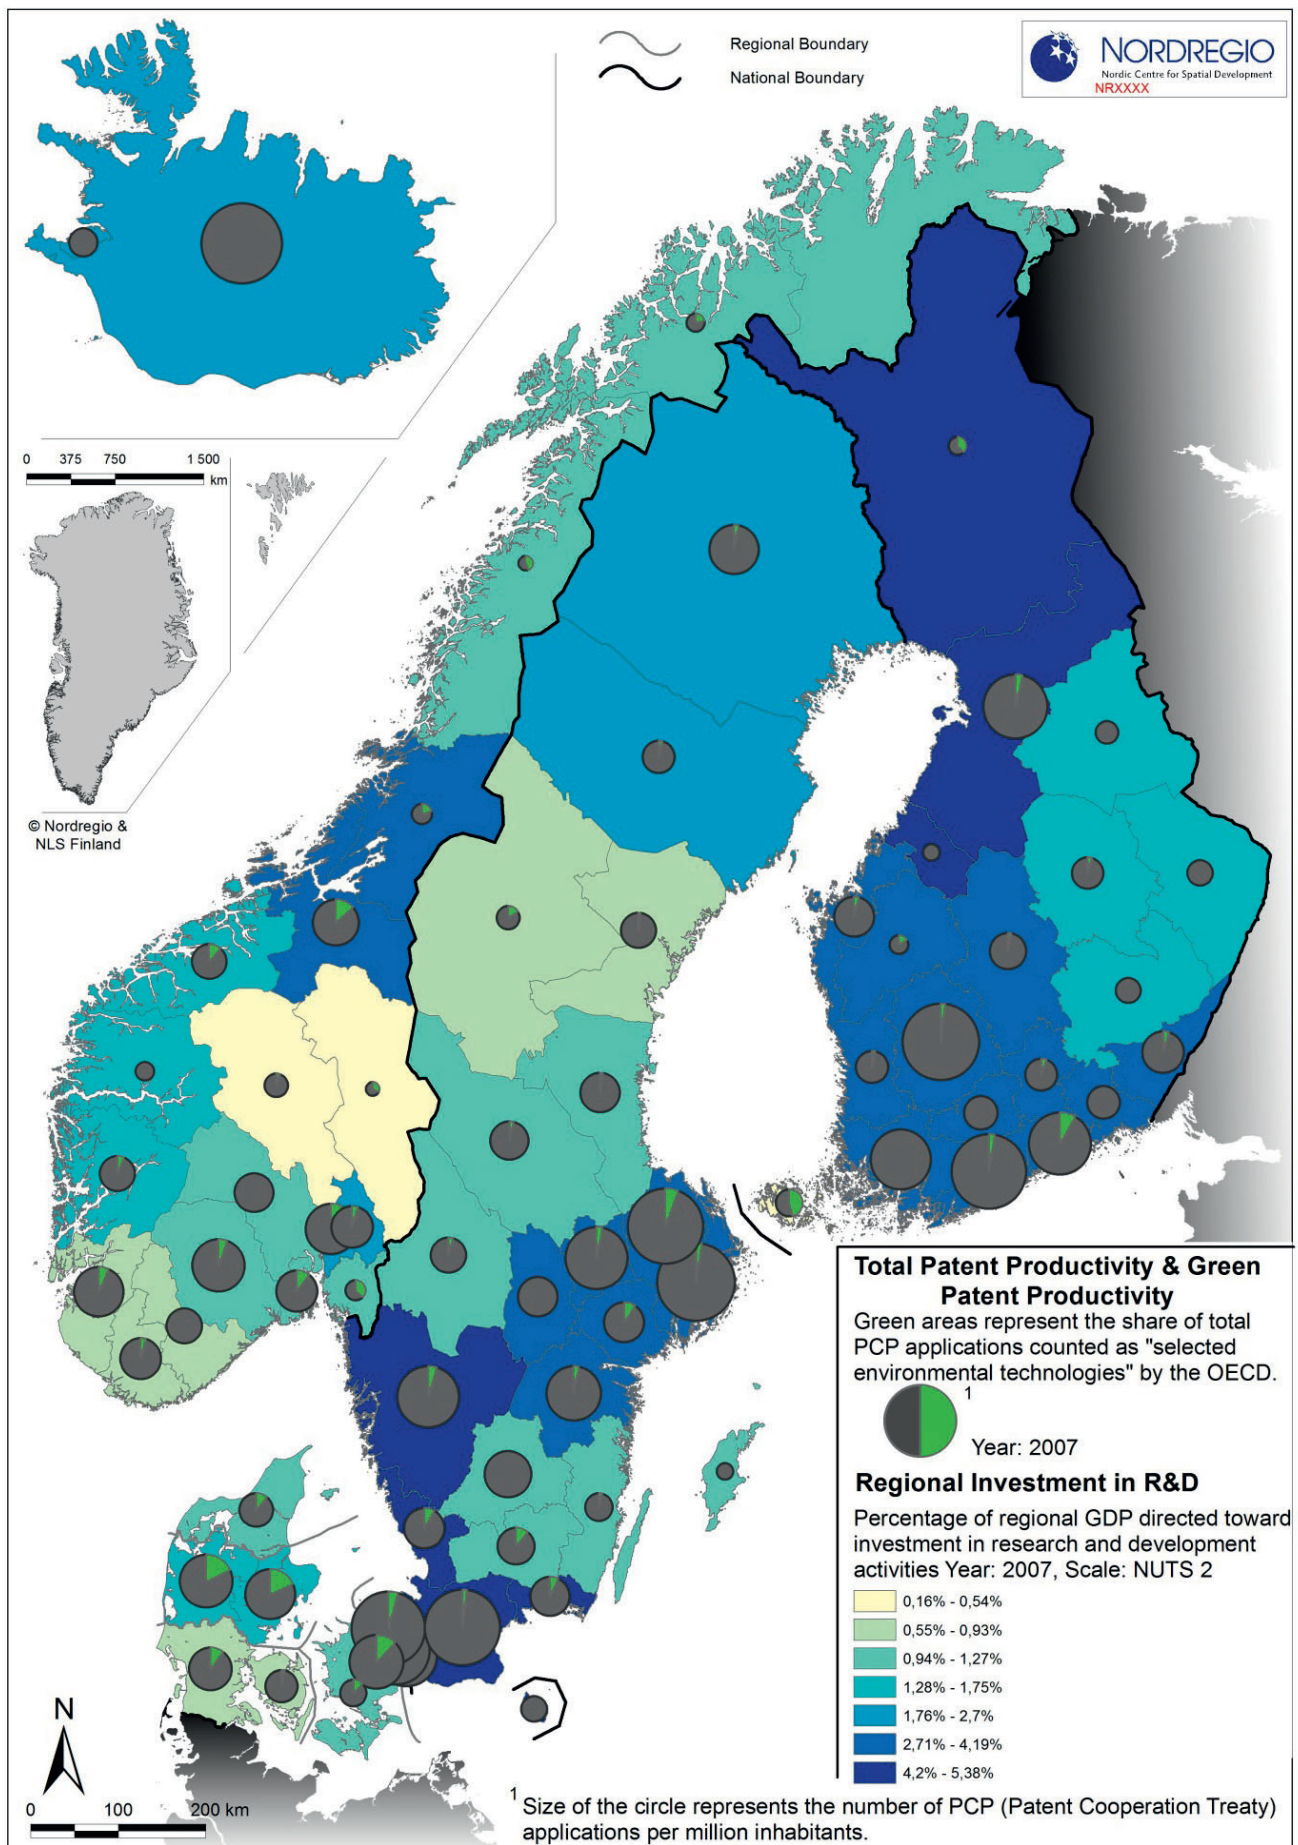 Regional Boundary
National Boundary
NORDREGIO
Nordic Centre for Spatial Development
NRXXXX
0 375 750 1 500
km
© Nordregio &
NLS Finland
Total Patent Productivity & Green
Patent Productivity
Green areas represent the share of total
PCP applications counted as "selected
environmental technologies" by the OECD.
1
Year: 2007
Regional Investment in R&D
Percentage of regional GDP directed toward
investment in research and development
activities Year: 2007, Scale: NUTS 2
0,16% - 0,54%
0,55% - 0,93%
0,94% - 1,27%
1,28% - 1,75%
1,76% - 2,7%
2,71% - 4,19%
4,2% - 5,38%
N
0 100 200 km
1 Size of the circle represents the number of PCP (Patent Cooperation Treaty)
applications per million inhabitants.